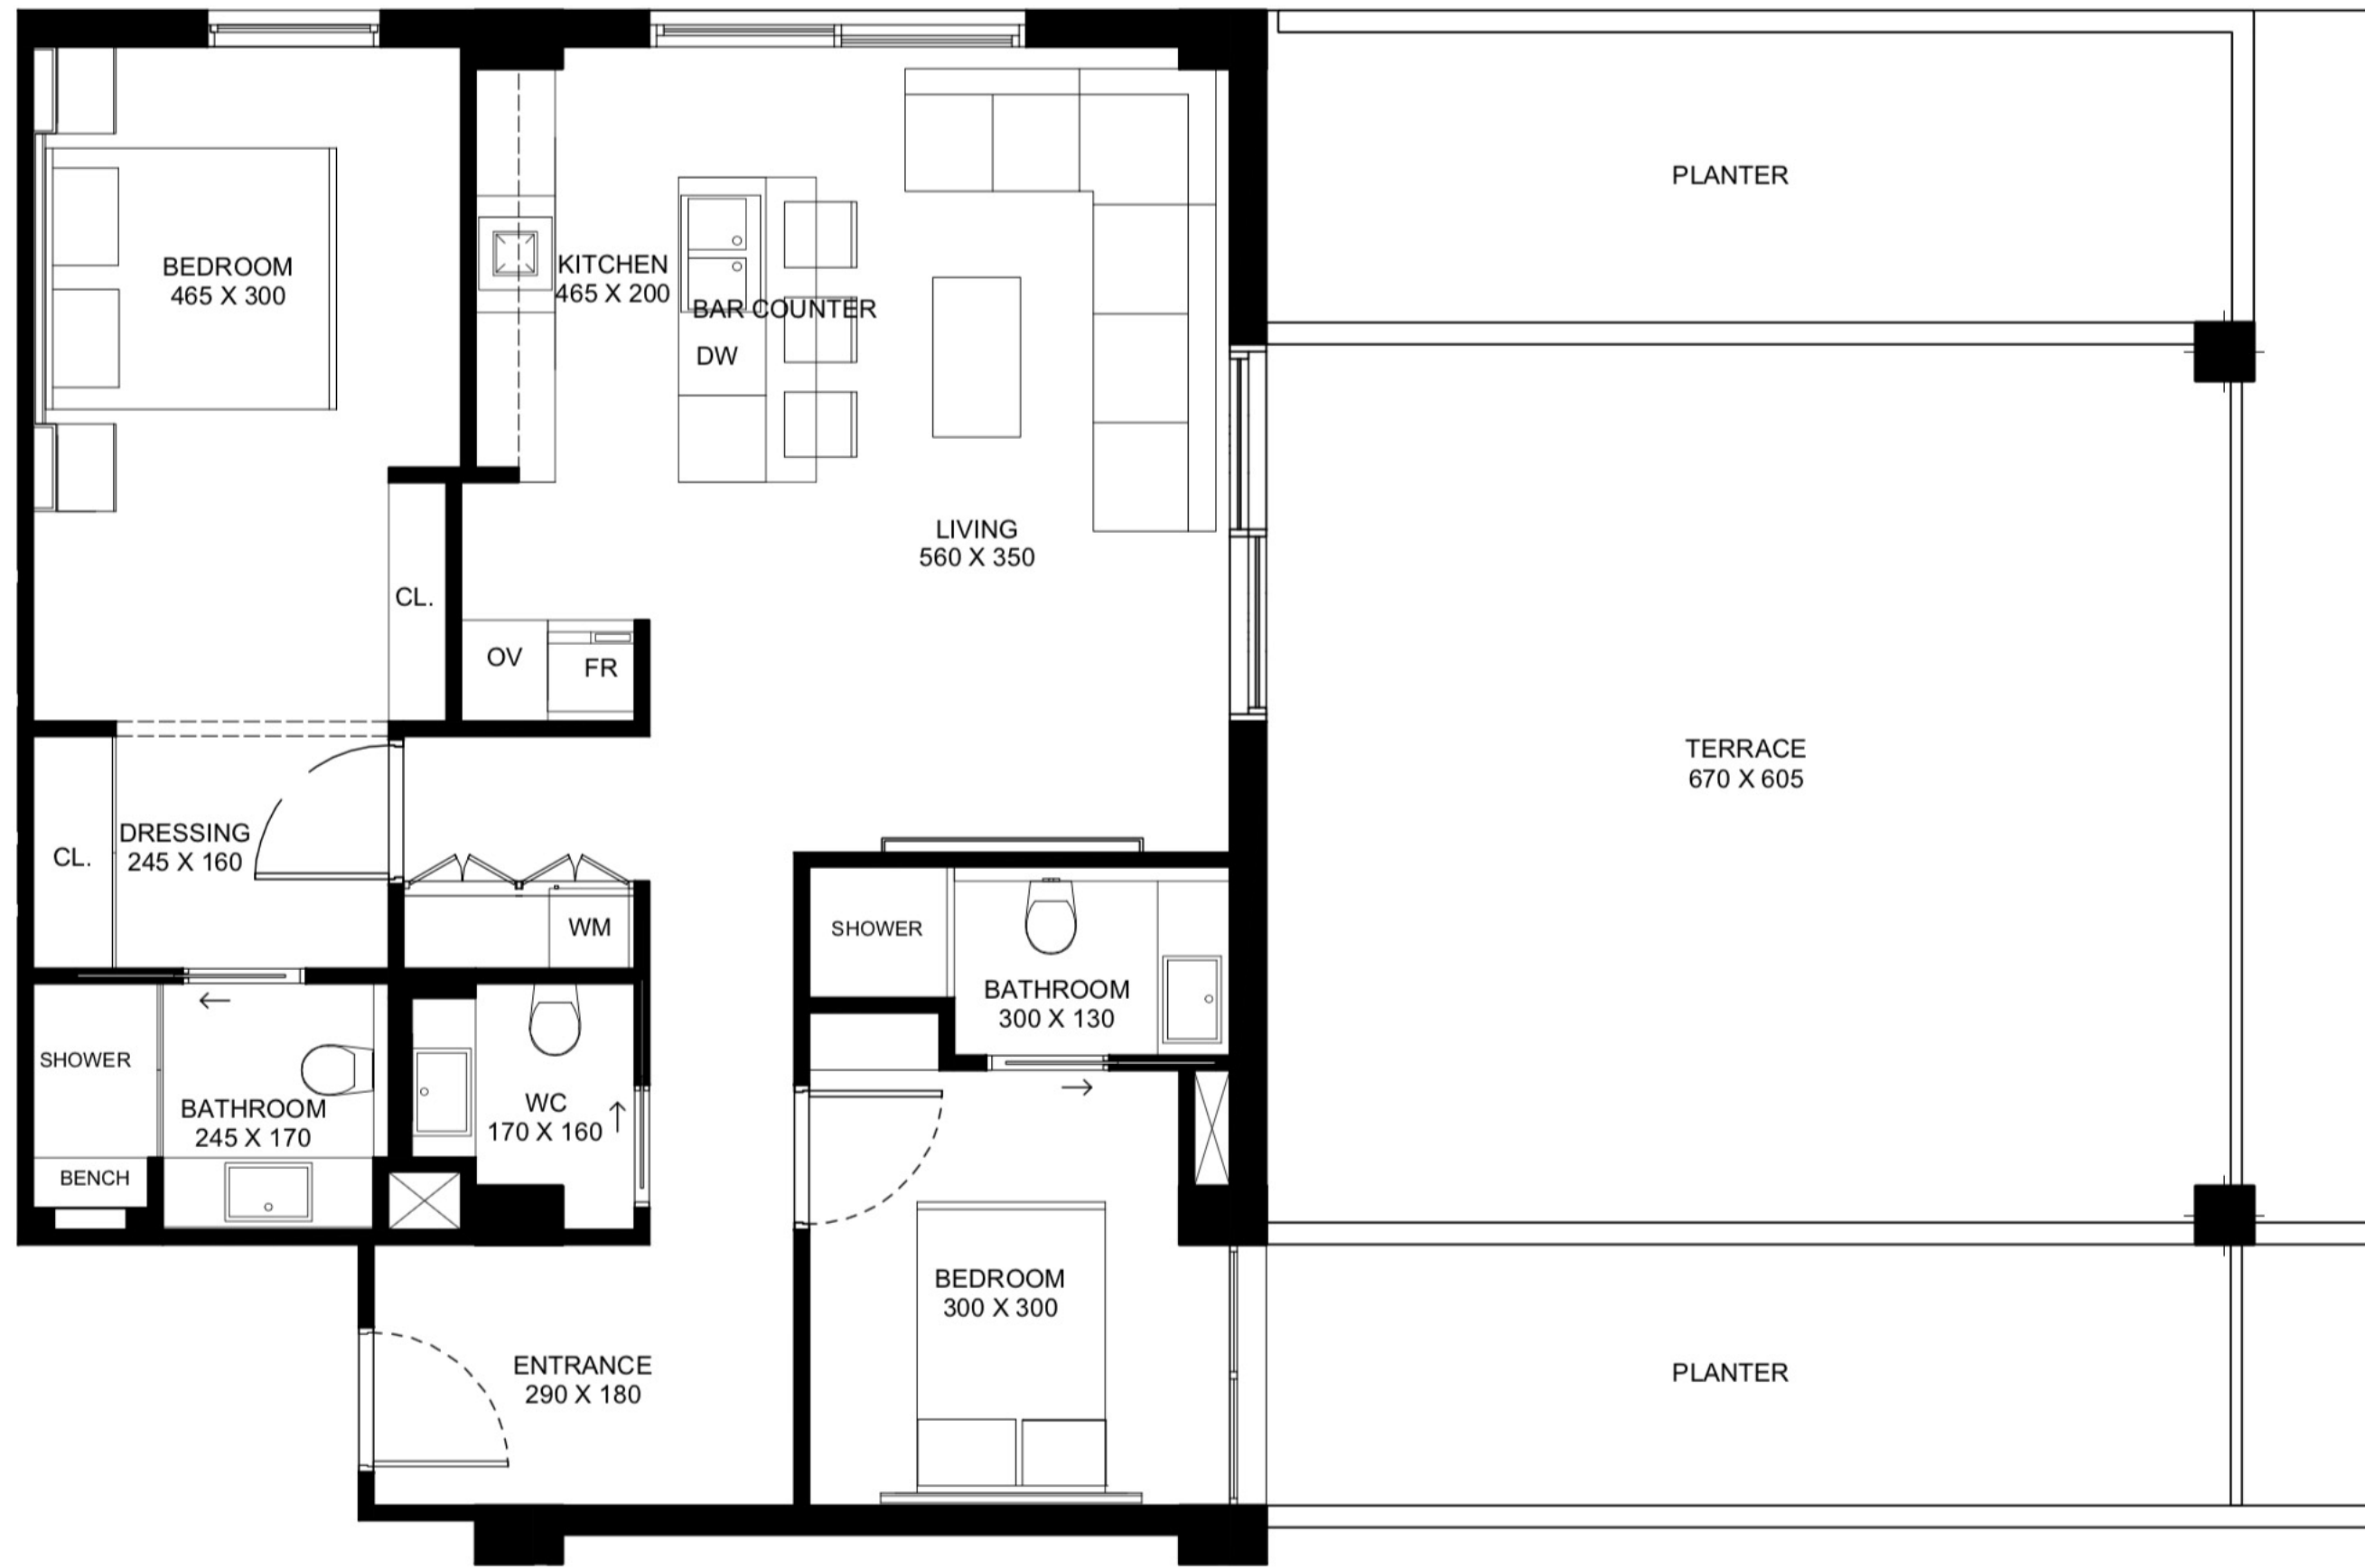 PLANTER
BEDROOM
465 X 300
KITCHEN
465 X 200
BAR COUNTER
DW
LIVING
560 X 350
CL.
OV
FR
TERRACE
670 X 605
DRESSING
245 X 160
CL.
WM
SHOWER
BATHROOM
300 X 130
SHOWER
BATHROOM
245 X 170
WC
170 X 160
BENCH
BEDROOM
300 X 300
ENTRANCE
290 X 180
PLANTER